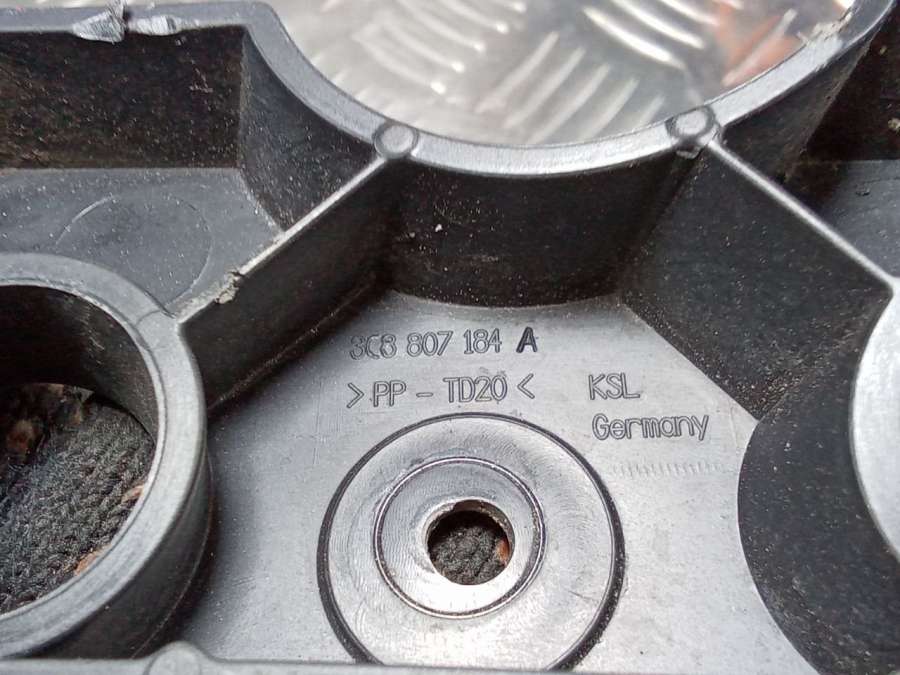 3C8 807 184 A
>PP - TD20<
KSL
Germany